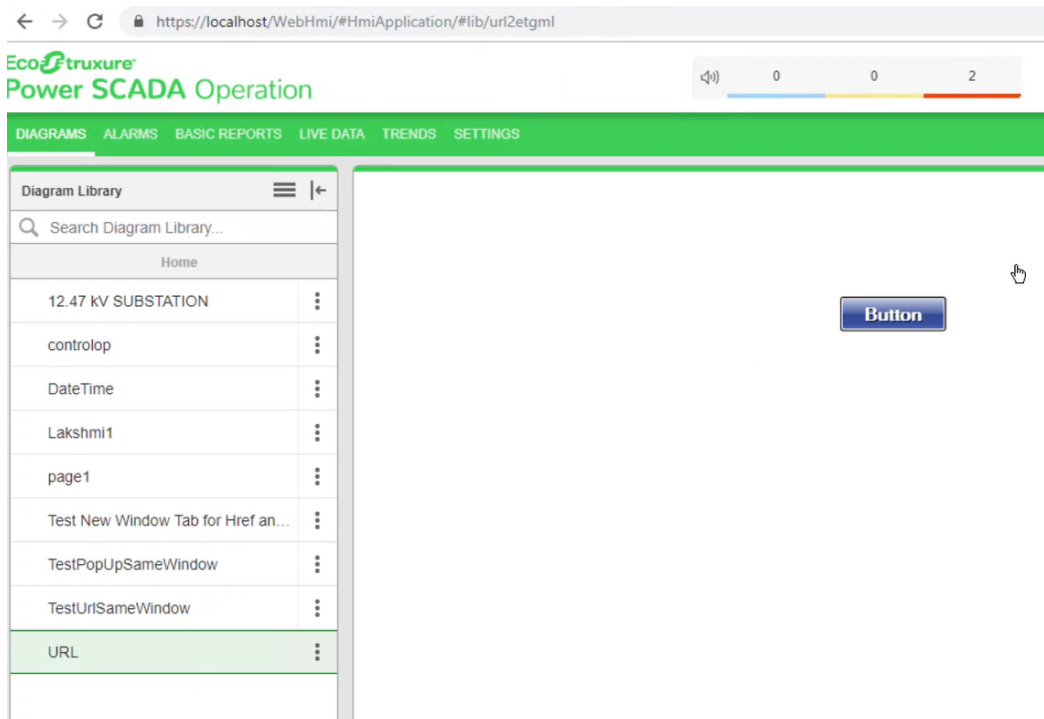 https://localhost/WebHmi/#HmiApplication/#lib/url2etgml
EcoStruxure
Power SCADA Operation
0 0 2
DIAGRAMS ALARMS BASIC REPORTS LIVE DATA TRENDS SETTINGS
Diagram Library
Search Diagram Library...
Home
12.47 kV SUBSTATION
controlop
DateTime
Lakshmi1
page1
Test New Window Tab for Href an...
TestPopUpSameWindow
TestUrlSameWindow
URL
Button